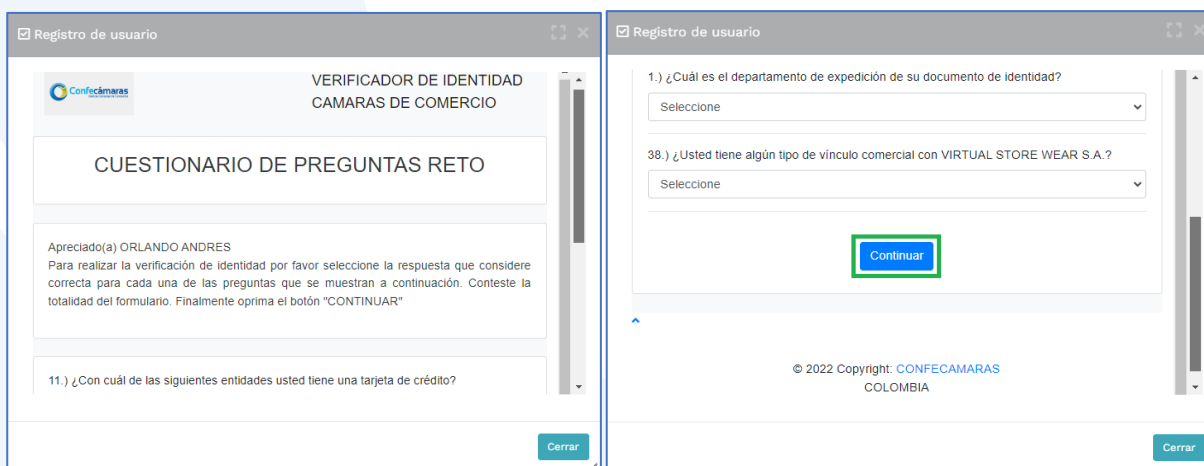 Registro de usuario
Confecámaras
VERIFICADOR DE IDENTIDAD
CAMARAS DE COMERCIO
CUESTIONARIO DE PREGUNTAS RETO
Apreciado(a) ORLANDO ANDRES
Para realizar la verificación de identidad por favor seleccione la respuesta que considere
correcta para cada una de las preguntas que se muestran a continuación. Conteste la
totalidad del formulario. Finalmente oprima el botón "CONTINUAR"
11.) ¿Con cuál de las siguientes entidades usted tiene una tarjeta de crédito?
Cerrar
Registro de usuario
1.) ¿Cuál es el departamento de expedición de su documento de identidad?
Seleccione
38.) ¿Usted tiene algún tipo de vínculo comercial con VIRTUAL STORE WEAR S.A.?
Seleccione
Continuar
© 2022 Copyright: CONFECAMARAS
COLOMBIA
Cerrar